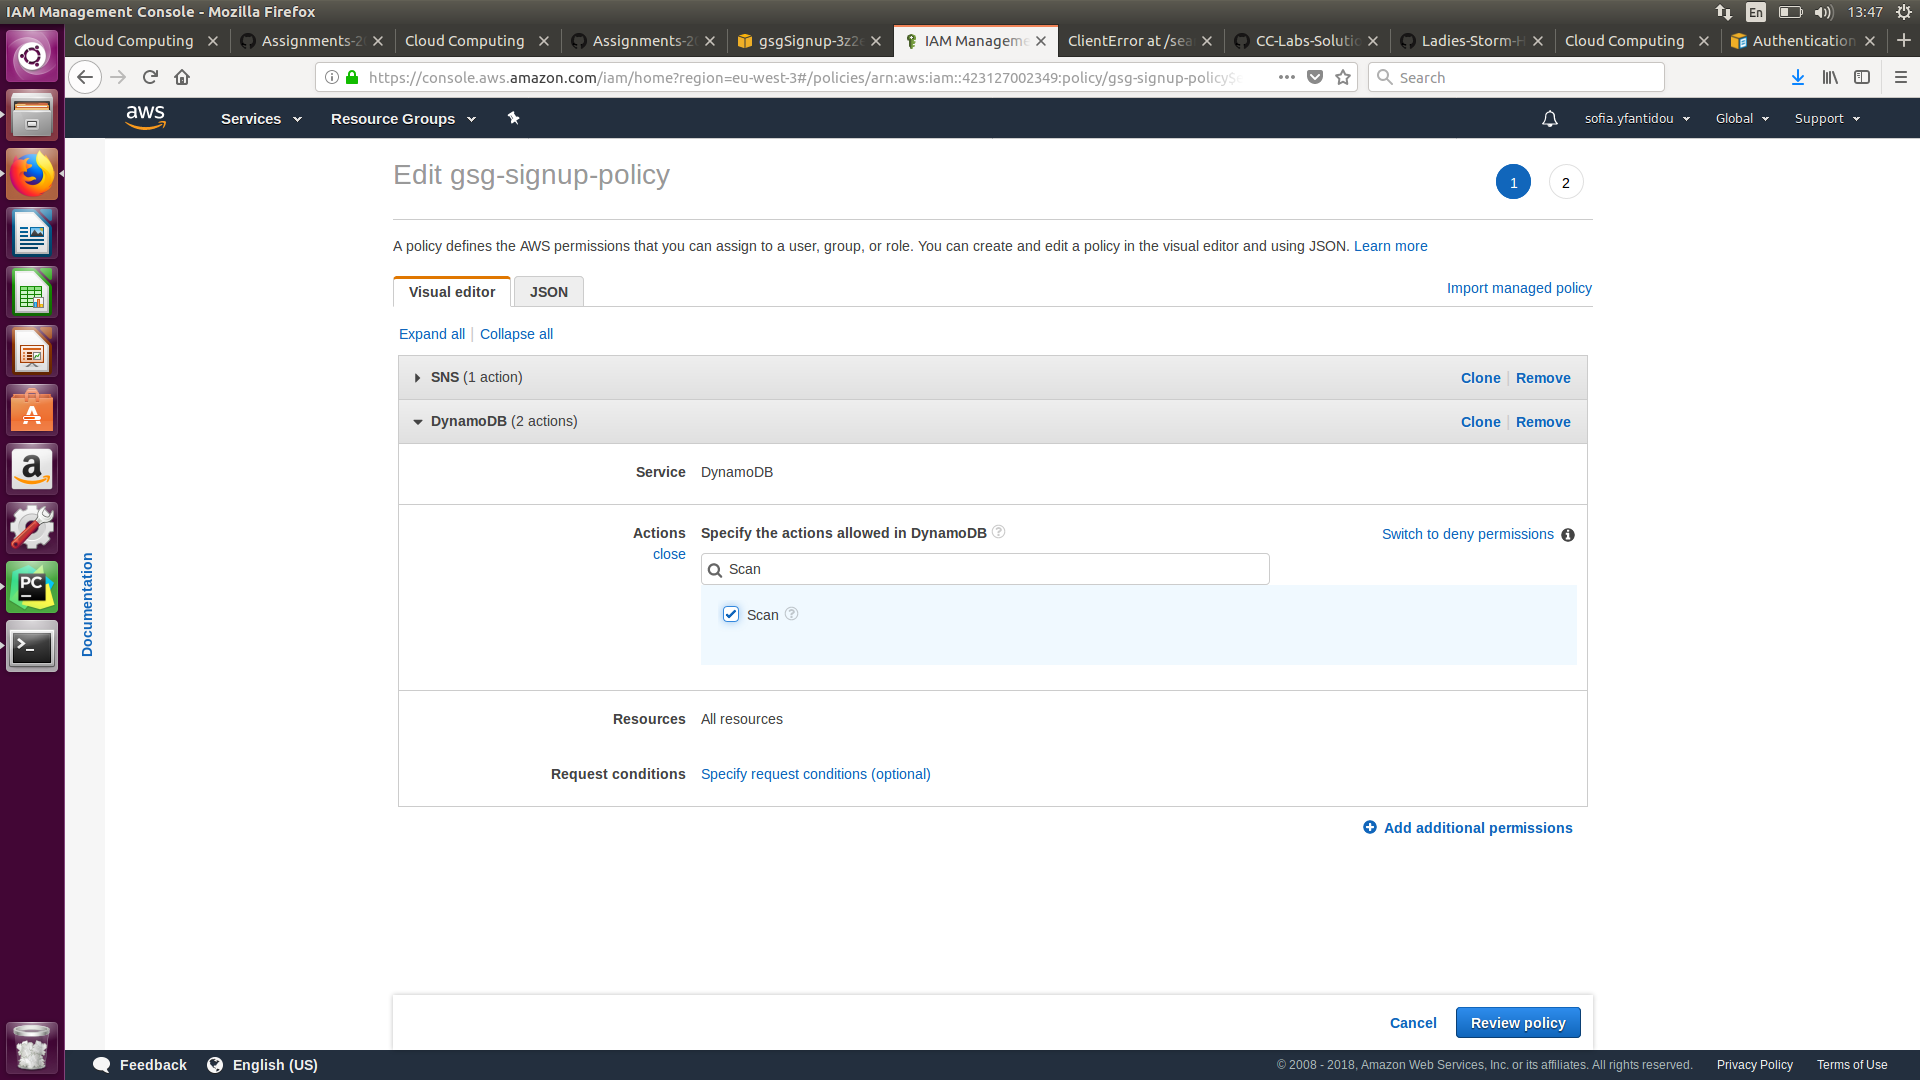 IAM Management Console - Mozilla Firefox
En
13:47
Cloud Computing
Assignments-20
Cloud Computing
Assignments-20
gsgSignup-3z2
IAM Manageme
ClientError at /sea
CC-Labs-Solutio
Ladies-Storm-H
Cloud Computing
Authentication
https://console.aws.amazon.com/iam/home?region=eu-west-3#/policies/arn:aws:iam::423127002349:policy/gsg-signup-policy$
Search
aws
Services
Resource Groups
sofia.yfantidou
Global
Support
Edit gsg-signup-policy
1
2
A policy defines the AWS permissions that you can assign to a user, group, or role. You can create and edit a policy in the visual editor and using JSON. Learn more
Visual editor
JSON
Import managed policy
Expand all | Collapse all
SNS (1 action)
Clone | Remove
DynamoDB (2 actions)
Clone | Remove
Service
DynamoDB
Actions
close
Specify the actions allowed in DynamoDB
Switch to deny permissions
Scan
Scan
Resources
All resources
Request conditions
Specify request conditions (optional)
Add additional permissions
Documentation
PC
Cancel
Review policy
Feedback
English (US)
© 2008 - 2018, Amazon Web Services, Inc. or its affiliates. All rights reserved.
Privacy Policy
Terms of Use